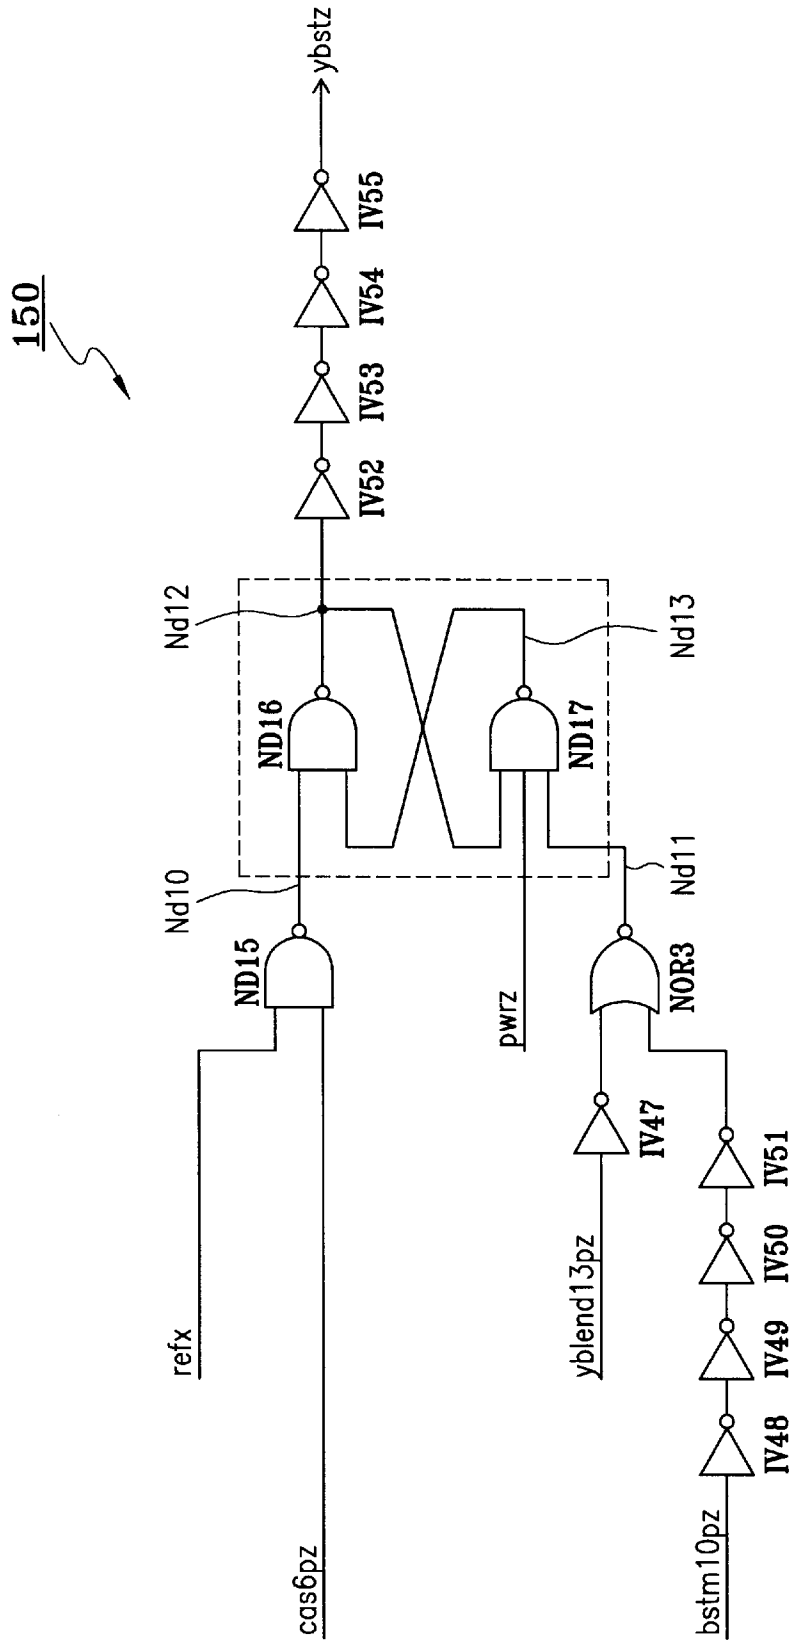 150
ybstz
IV55
IV54
IV53
IV52
Nd12
Nd13
ND16
ND17
Nd10
Nd11
ND15
NOR3
pwrz
IV47
IV51
IV50
IV49
IV48
refx
yblend13pz
cas6pz
bstm10pz